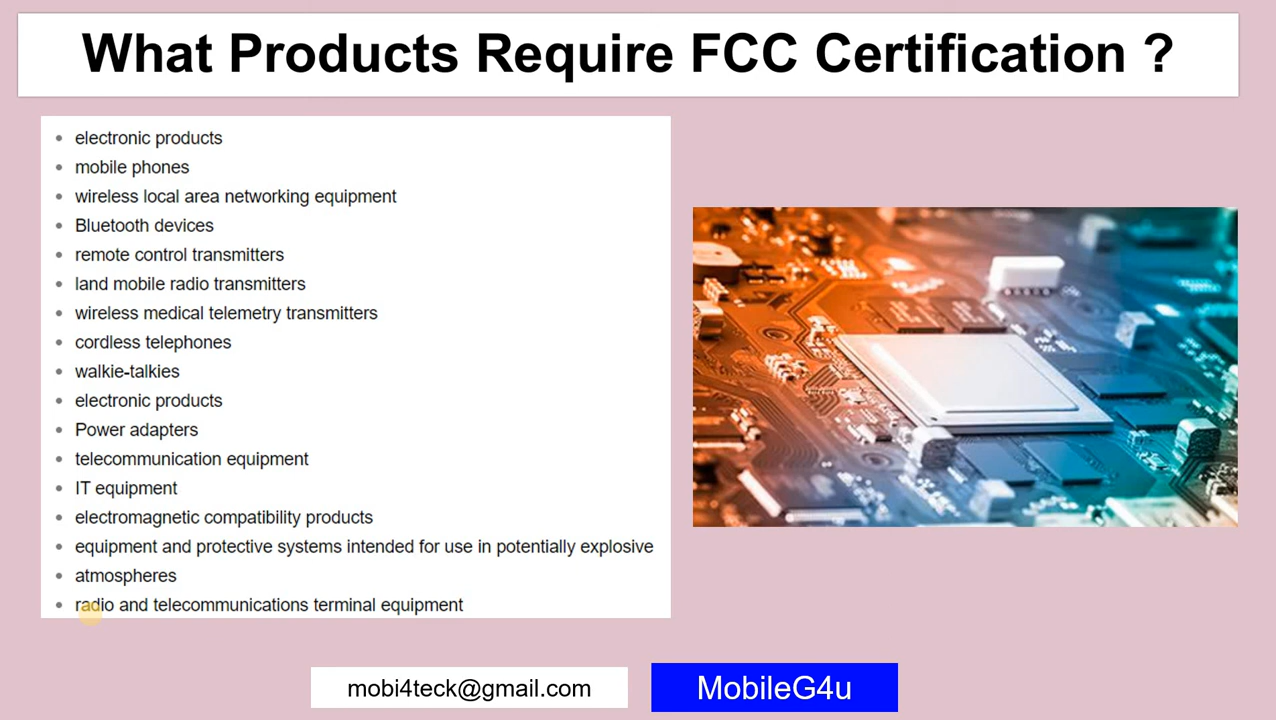 What Products Require FCC Certification ?
electronic products
mobile phones
wireless local area networking equipment
Bluetooth devices
remote control transmitters
land mobile radio transmitters
wireless medical telemetry transmitters
cordless telephones
walkie-talkies
electronic products
Power adapters
telecommunication equipment
IT equipment
electromagnetic compatibility products
equipment and protective systems intended for use in potentially explosive
atmospheres
radio and telecommunications terminal equipment
mobi4teck@gmail.com
MobileG4u